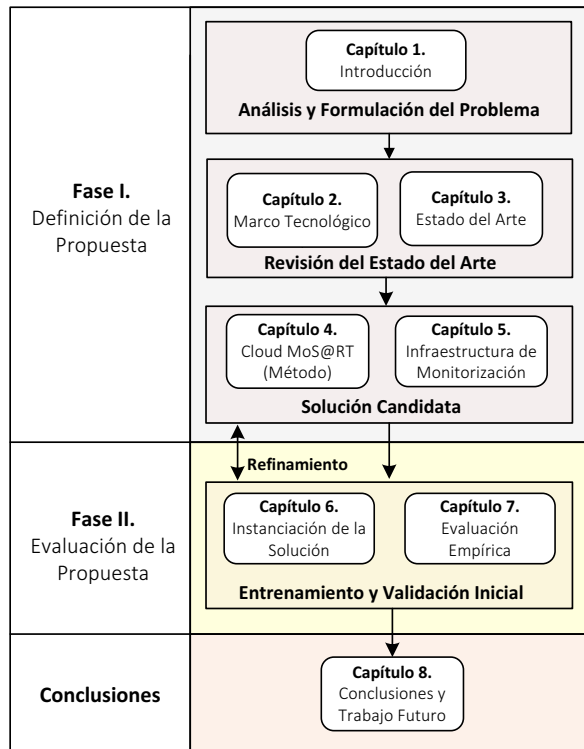 Capítulo 1.
Introducción
Análisis y Formulación del Problema
Fase I.
Definición de la
Propuesta
Capítulo 2.
Marco Tecnológico
Capítulo 3.
Estado del Arte
Revisión del Estado del Arte
Capítulo 4.
Cloud MoS@RT
(Método)
Capítulo 5.
Infraestructura de
Monitorización
Solución Candidata
Refinamiento
Fase II.
Evaluación de la
Propuesta
Capítulo 6.
Instanciación de la
Solución
Capítulo 7.
Evaluación
Empírica
Entrenamiento y Validación Inicial
Conclusiones
Capítulo 8.
Conclusiones y
Trabajo Futuro